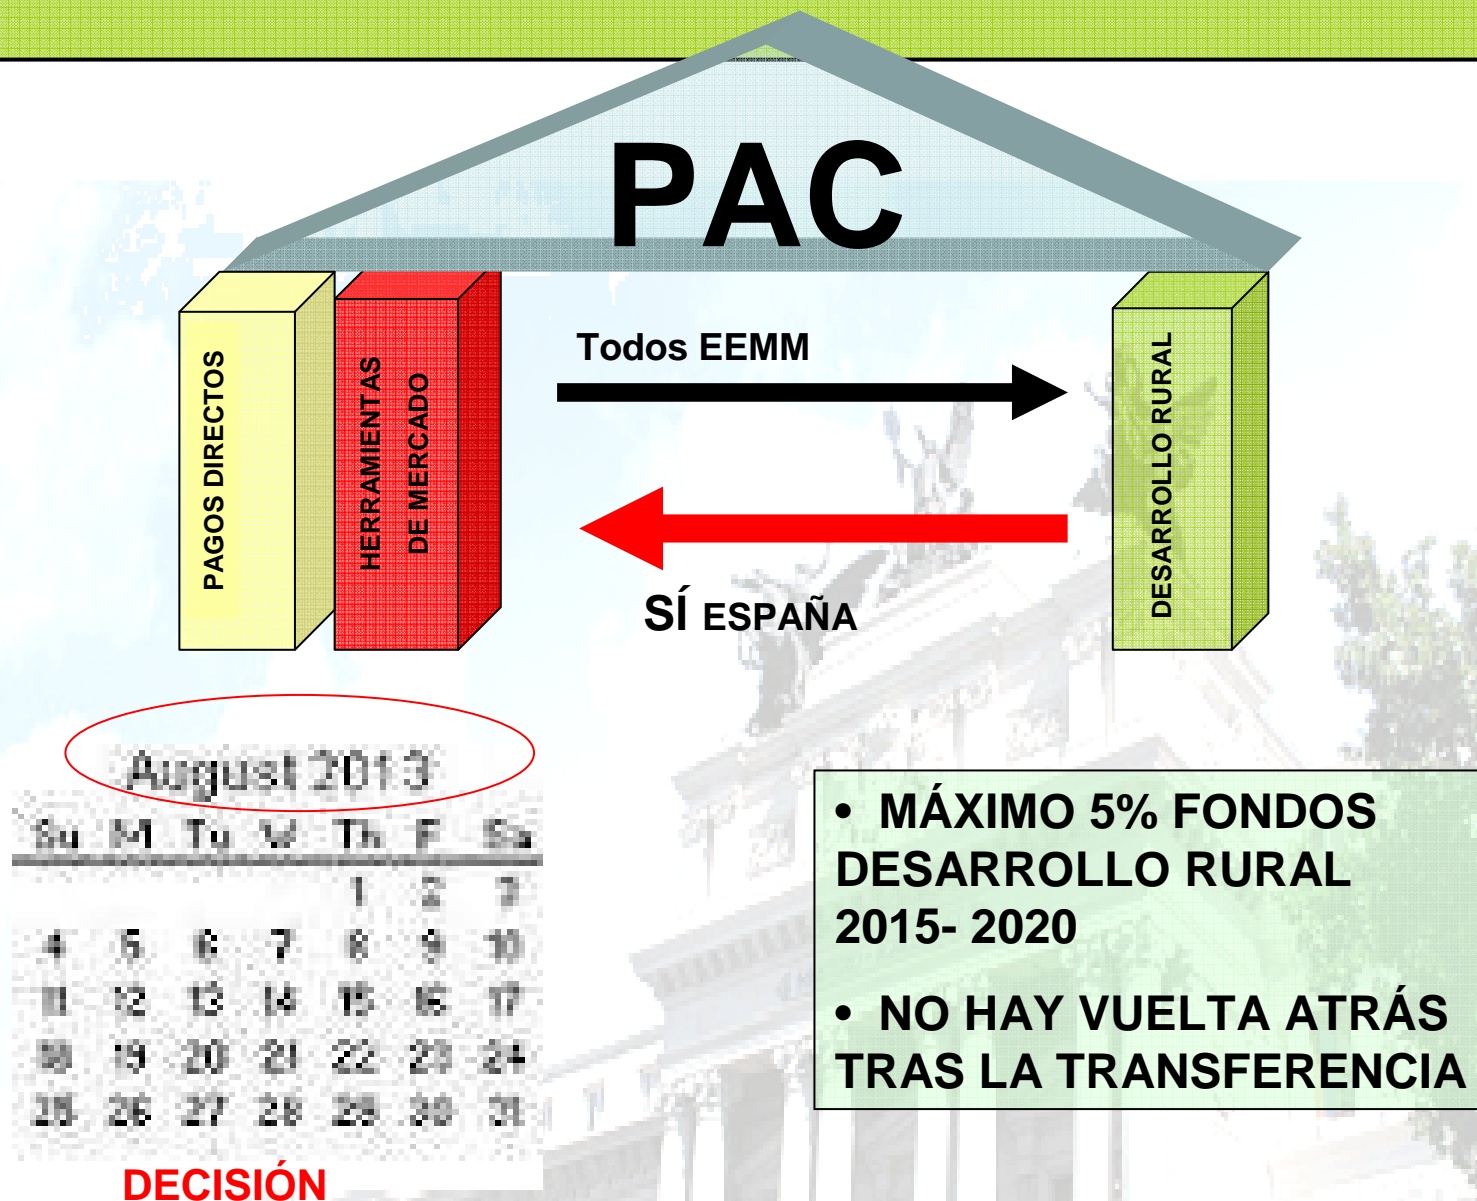 PAC
PAGOS DIRECTOS
HERRAMIENTAS
DE MERCADO
Todos EEMM
SÍ ESPAÑA
DESARROLLO RURAL
August 2013
Su M Tu W Th F Sa
1 2 3
4 5 6 7 8 9 10
11 12 13 14 15 16 17
18 19 20 21 22 23 24
25 26 27 28 29 30 31
DECISIÓN
• MÁXIMO 5% FONDOS
DESARROLLO RURAL
2015- 2020
• NO HAY VUELTA ATRÁS
TRAS LA TRANSFERENCIA